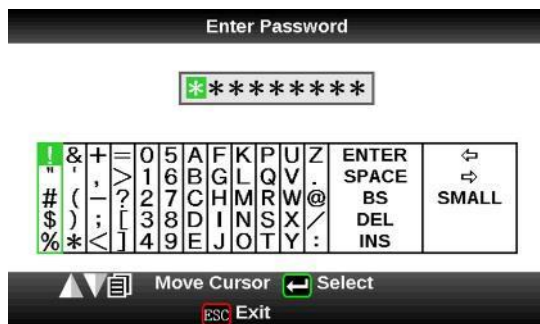 Enter Password
*********
! & + = 0 5 A F K P U Z ENTER ⇦
" ' , > 1 6 B G L Q V . SPACE ⇨
# ( – ? 2 7 C H M R W @ BS SMALL
$ ) ; [ 3 8 D I N S X / DEL
% * < ] 4 9 E J O T Y : INS
Move Cursor Select
ESC Exit